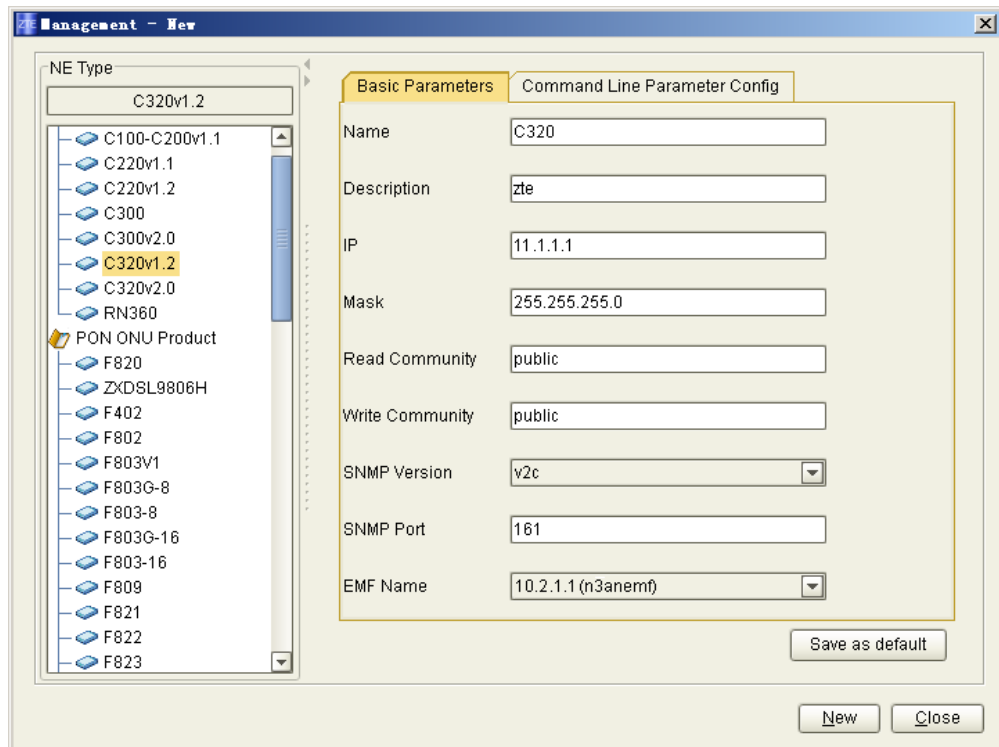 ZTE Management - New
NE Type
C320v1.2
C100-C200v1.1
C220v1.1
C220v1.2
C300
C300v2.0
C320v1.2
C320v2.0
RN360
PON ONU Product
F820
ZXDSL9806H
F402
F802
F803V1
F803G-8
F803-8
F803G-16
F803-16
F809
F821
F822
F823
Basic Parameters
Command Line Parameter Config
Name C320
Description zte
IP 11.1.1.1
Mask 255.255.255.0
Read Community public
Write Community public
SNMP Version v2c
SNMP Port 161
EMF Name 10.2.1.1(n3anemf)
Save as default
New Close